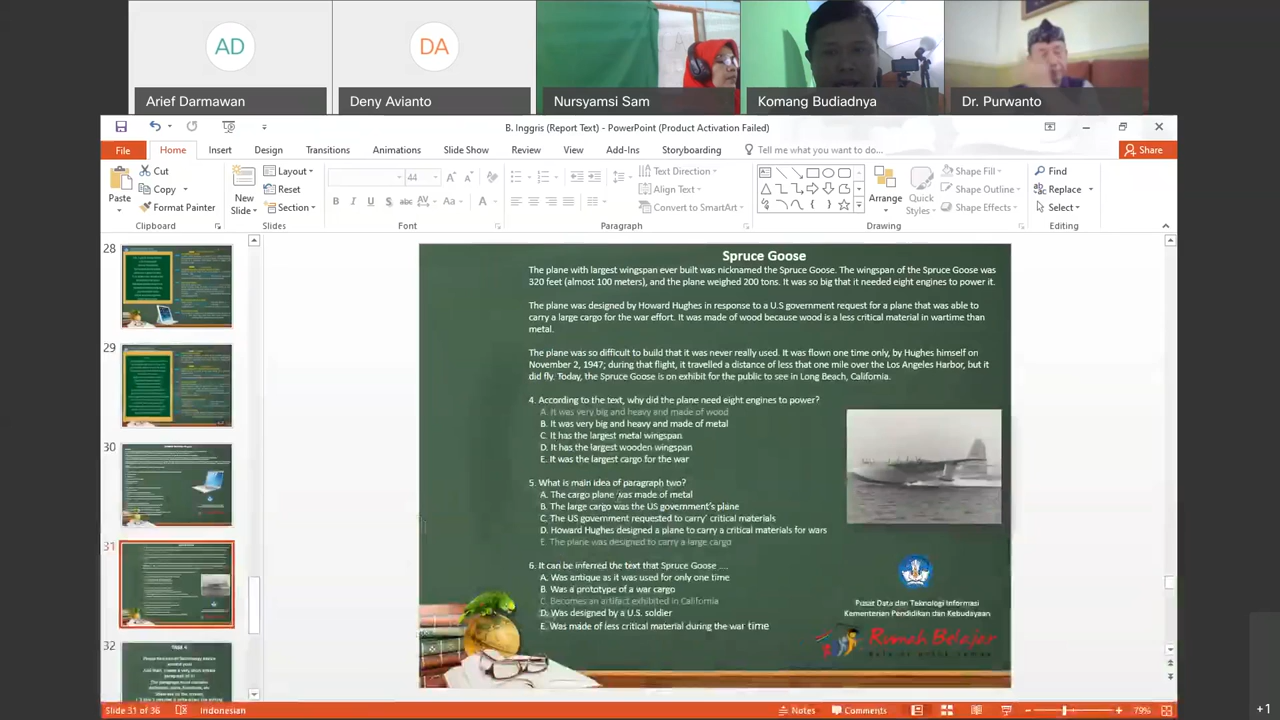 AD
DA
Arief Darmawan
Deny Avianto
Nursyamsi Sam
Komang Budiadnya
Dr. Purwanto
B. Inggris (Report Text) - PowerPoint (Product Activation Failed)
File Home Insert Design Transitions Animations Slide Show Review View Add-Ins Storyboarding Tell me what you want to do... Share
Paste
Cut
Copy
Format Painter
Clipboard
New Slide
Layout
Reset
Section
Slides
44
B I U S abc AV Aa A
Font
Text Direction
Align Text
Convert to SmartArt
Paragraph
Arrange
Quick Styles
Shape Fill
Shape Outline
Shape Effects
Drawing
Find
Replace
Select
Editing
28
29
30
31
32
TASK 4
Spruce Goose
The plane with largest wingspan ever built was nicknamed the Spruce Goose. The wingspan of the Spruce Goose was
320 feet (almost 100 meters), and the plane weighed 200 tons. It was so big that it needed eight engines to power it.
The plane was designed by Howard Hughes in response to a U.S government request for a plane that was able to
carry a large cargo for the war effort. It was made of wood because wood is a less critical material in wartime than
metal.
The plane was so difficult to build that it was never really used. It was flown one time only, by Hughes himself on
November 2, 1947; during that flight, it travelled a distance of less that one mile over the Los Angeles Harbor, but it
did fly. Today, the Spruce Goose is on exhibit for the public to see in Long Beach, California.
4. According to the text, why did the plane need eight engines to power?
A. It was very big and heavy and made of wood
B. It was very big and heavy and made of metal
C. It has the largest metal wingspan
D. It has the largest wooden wingspan
E. It was the largest cargo for the war
5. What is main idea of paragraph two?
A. The cargo plane was made of metal
B. The large cargo was the US government's plane
C. The US government requested to carry' critical materials
D. Howard Hughes designed a plane to carry a critical materials for wars
E. The plane was designed to carry a large cargo
6. It can be inferred the text that Spruce Goose ....
A. Was antique as it was used for only one time
B. Was a prototype of a war cargo
C. Becomes an artifact exhibited in California
D. Was designed by a U.S. soldier
E. Was made of less critical material during the war time
Pusat Data dan Teknologi Informasi
Kementerian Pendidikan dan Kebudayaan
Rumah Belajar
Slide 31 of 36
Indonesian
Notes
Comments
79%
+1